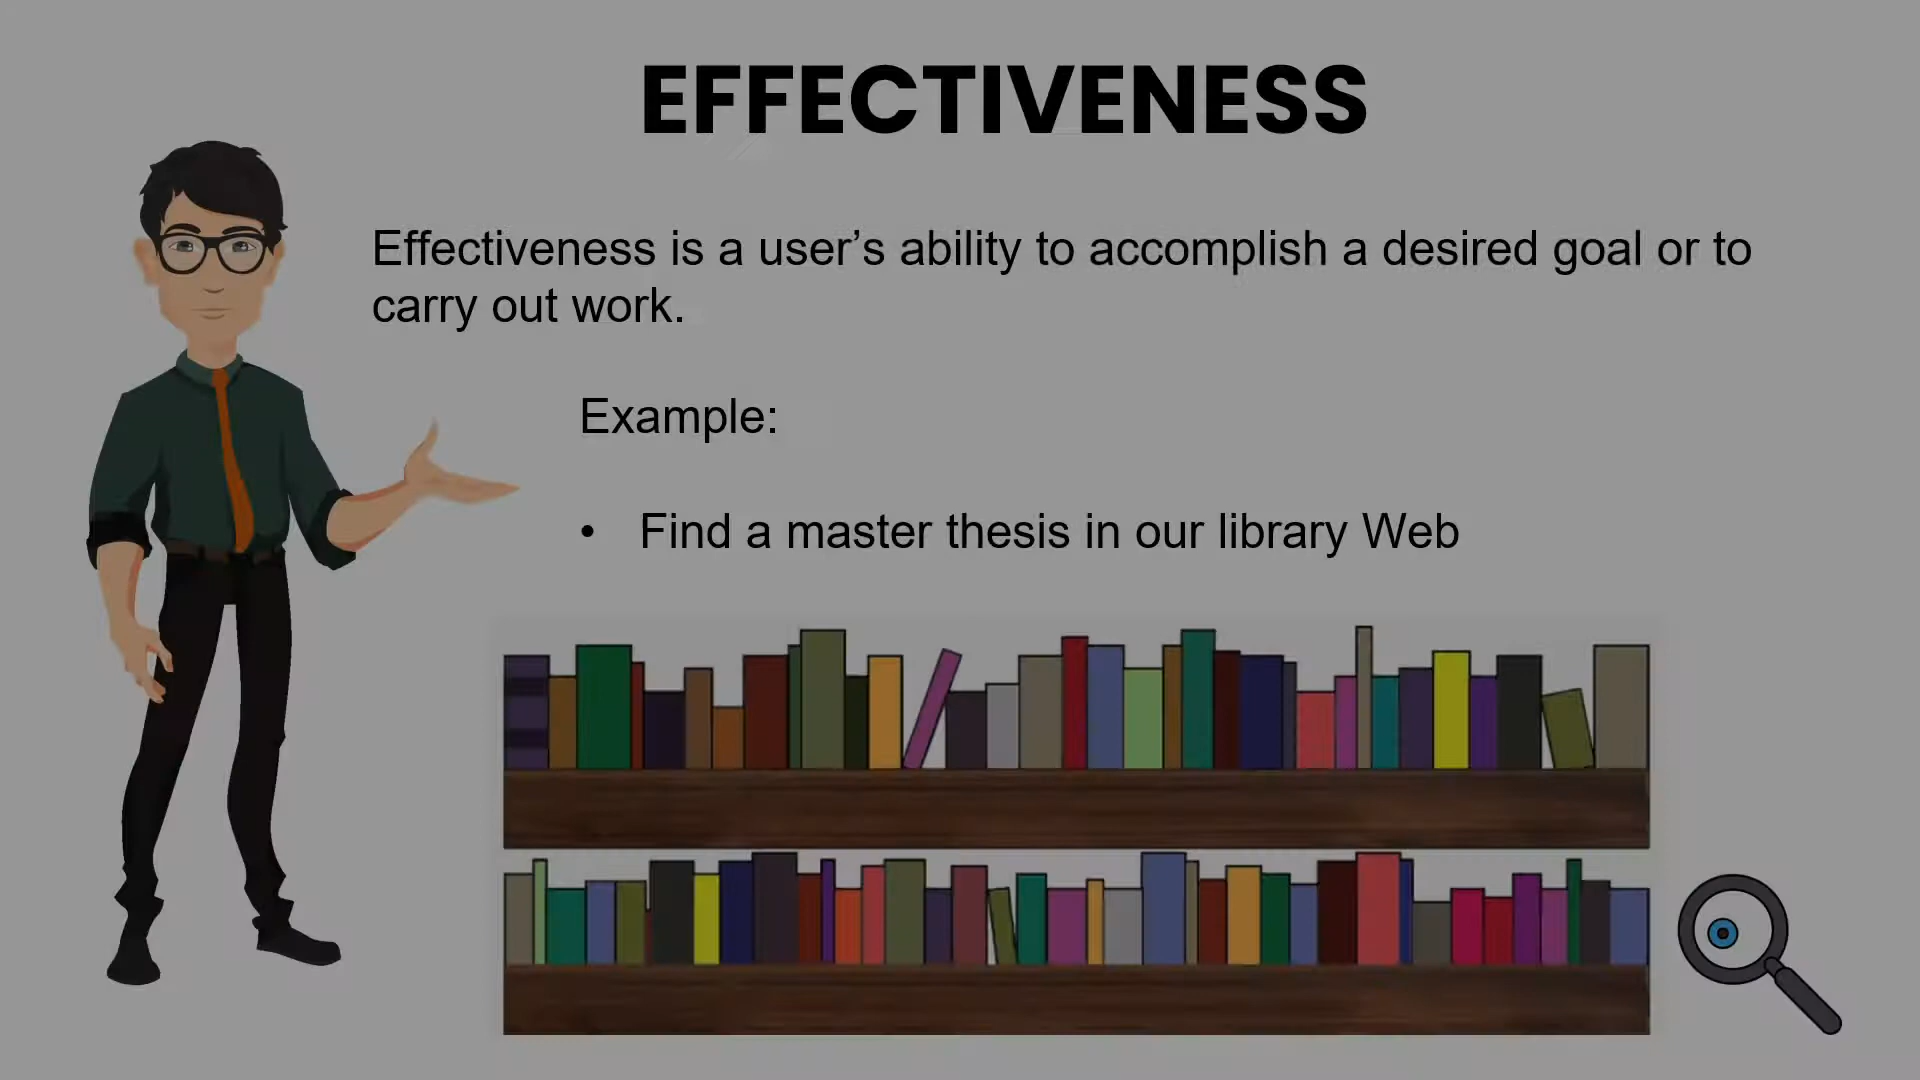 EFFECTIVENESS
Effectiveness is a user’s ability to accomplish a desired goal or to
carry out work.
Example:
• Find a master thesis in our library Web